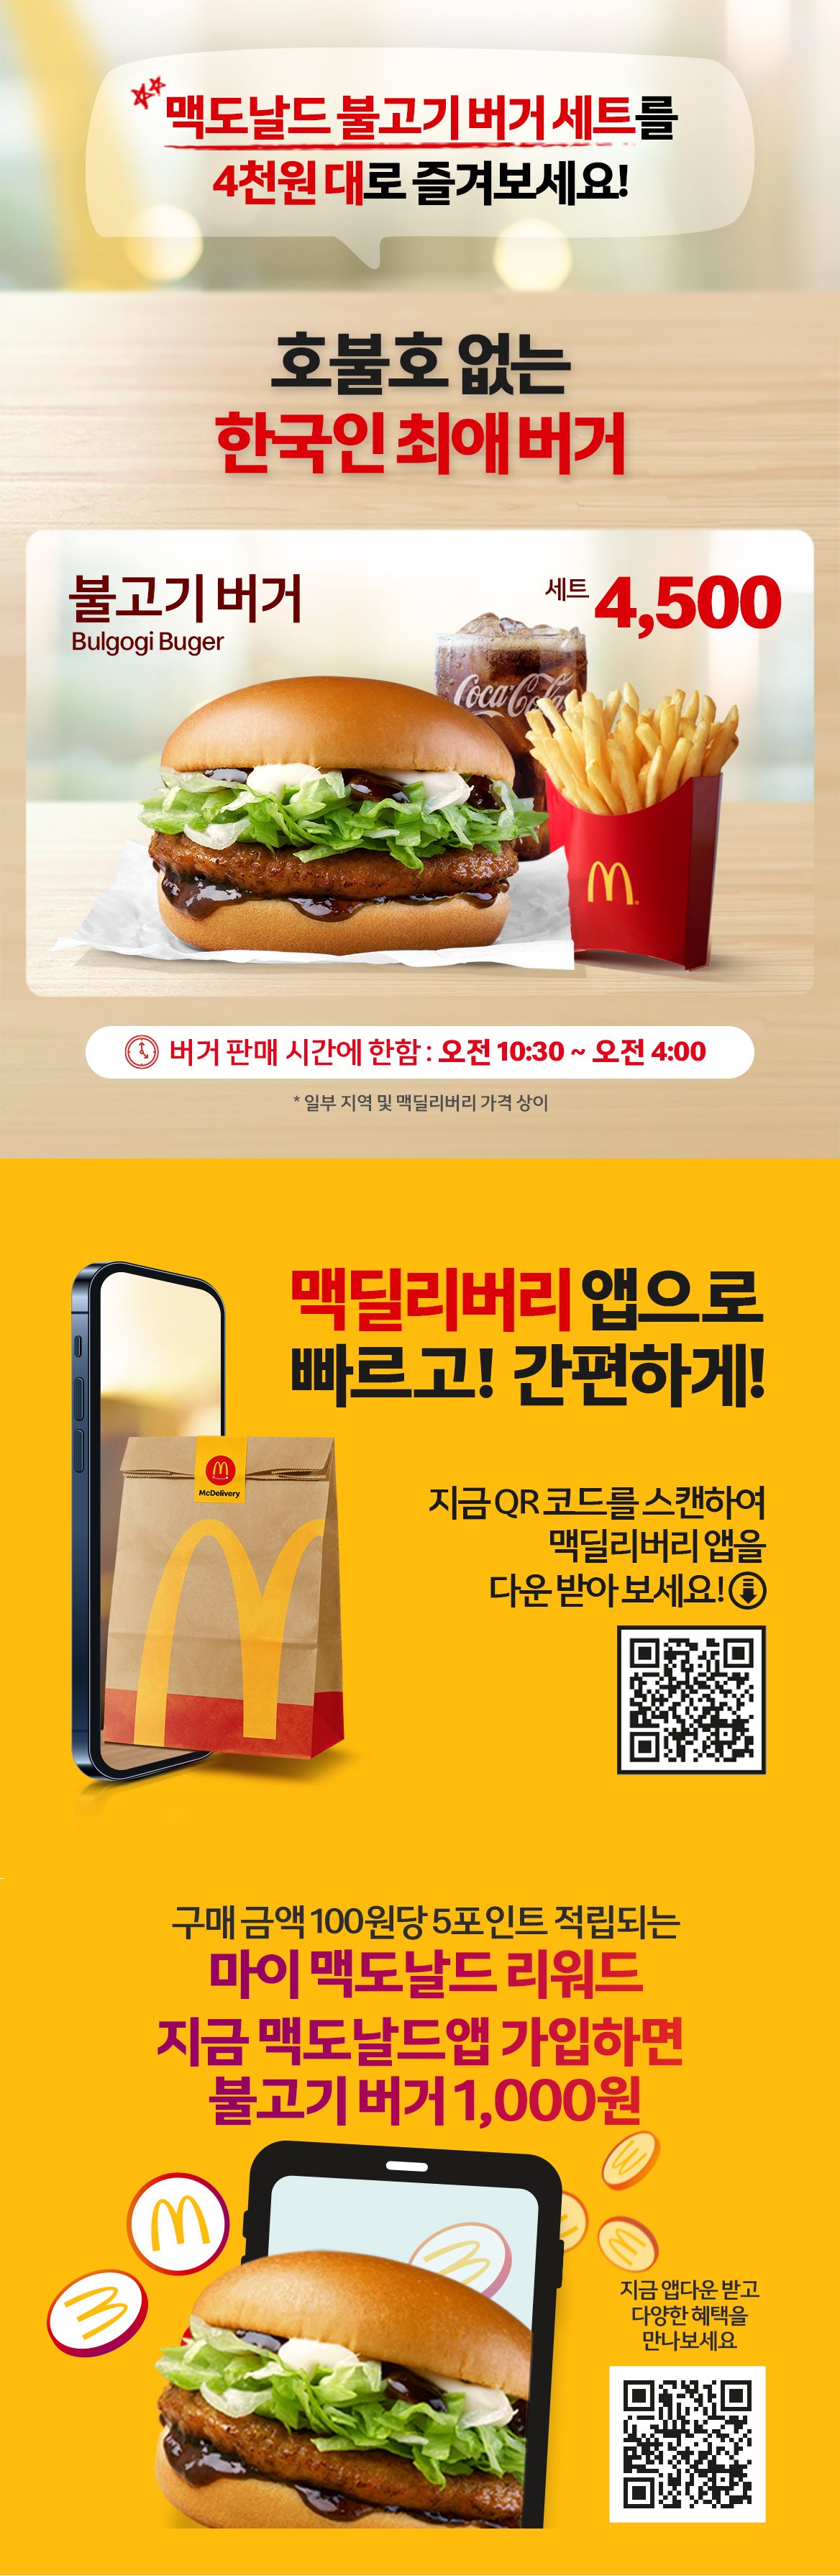 맥도날드 불고기 버거 세트를
4천원 대로 즐겨보세요!
호불호 없는
한국인 최애 버거
불고기 버거
Bulgogi Buger
세트 4,500
Coca-Cola
버거 판매 시간에 한함 : 오전 10:30 ~ 오전 4:00
* 일부 지역 및 맥딜리버리 가격 상이
맥딜리버리 앱으로
빠르고! 간편하게!
McDelivery
지금 QR 코드를 스캔하여
맥딜리버리 앱을
다운 받아 보세요!
구매 금액 100원당 5포인트 적립되는
마이 맥도날드 리워드
지금 맥도날드앱 가입하면
불고기 버거 1,000원
지금 앱다운 받고
다양한 혜택을
만나보세요